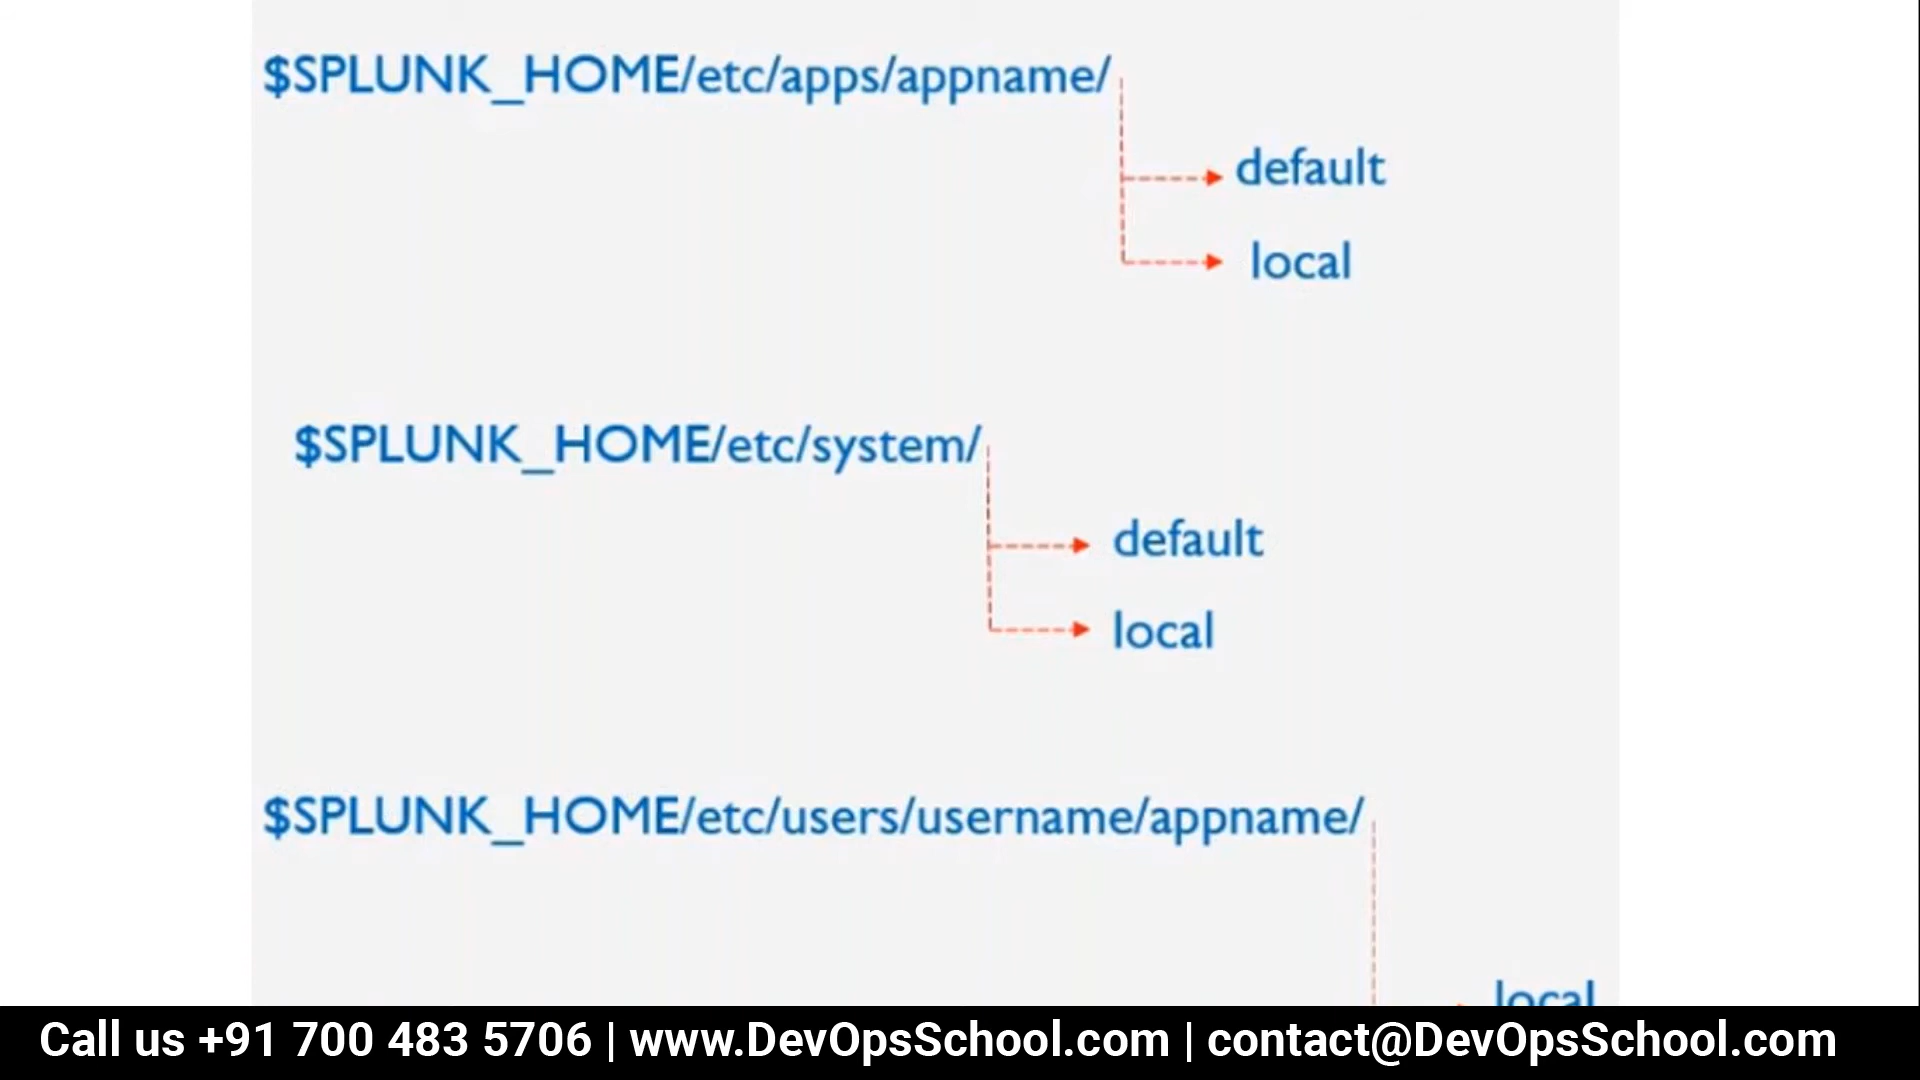 $SPLUNK_HOME/etc/apps/appname/
default
local
$SPLUNK_HOME/etc/system/
default
local
$SPLUNK_HOME/etc/users/username/appname/
local
Call us +91 700 483 5706 | www.DevOpsSchool.com | contact@DevOpsSchool.com